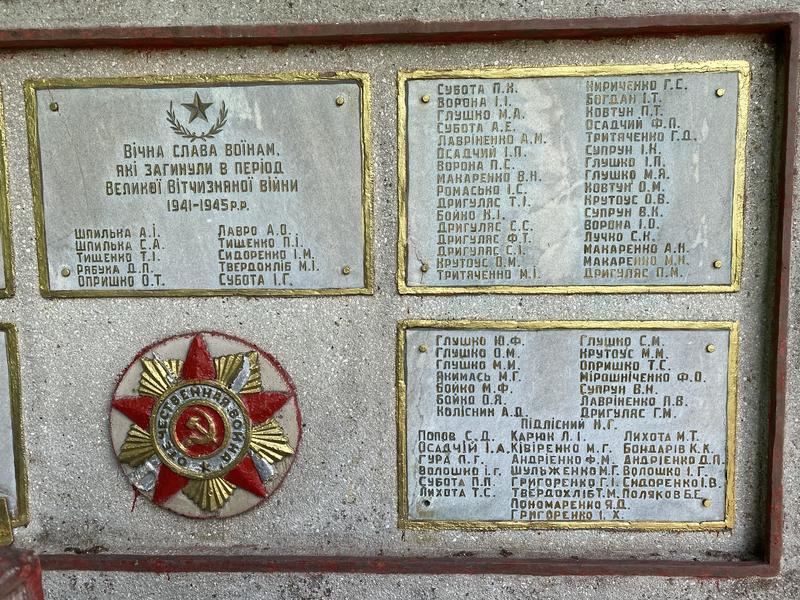 Вічна слава воїнам,
які загинули в період
Великої Вітчизняної війни
1941-1945 р.р.
Шпилька А.І. Лавро А.О.
Шпилька С.А. Тищенко П.І.
Тищенко Т.І. Сидоренко І.М.
Рябуха Д.П. Твердохліб М.І.
Опришко О.Т. Субота І.Г.
Субота П.К. Кириченко Г.С.
Ворона І.І. Богдан І.Т.
Глушко М.А. Ковтун П.Т.
Субота А.Е. Осадчий Ф.П.
Лавріненко А.М. Тритяченко Г.Д.
Осадчий І.П. Супрун І.К.
Ворона П.С. Глушко І.П.
Макаренко В.Н. Глушко М.Я.
Ромасько І.С. Ковтун О.М.
Дригуляс Т.І. Крутоус О.В.
Бойко К.І. Супрун В.К.
Дригуляс С.С. Ворона І.О.
Дригуляс Ф.Т. Лучко С.К.
Дригуляс С.І. Макаренко А.Н.
Крутоус О.М. Макаренко М.Н.
Тритяченко М.І. Дригуляс П.М.
ОТЕЧЕСТВЕННАЯ ВОЙНА
Глушко Ю.Ф. Глушко С.М.
Глушко О.М. Крутоус М.М.
Глушко М.И. Опришко Т.С.
Якимась М.Г. Мірошніченко Ф.О.
Бойко М.Ф. Супрун В.Н.
Бойко О.Я. Лавріненко П.В.
Колісник А.Д. Дригуляс Г.М.
Підлісний Н.Г.
Попов С.Д. Карюк Л.І. Лихота М.Т.
Осадчій І.А. Ківіренко М.Г. Бондарів К.К.
Гура П.Г. Андрієнко Ф.М. Андрієнко Д.П.
Волошко І.Г. Шульженко М.Г. Волошко І.Г.
Субота П.П. Григоренко Г.І. Сидоренко І.В.
Лихота Т.С. Твердохліб Т.М. Поляков Б.Е.
Пономаренко Я.Д.
Григоренко І.Х.